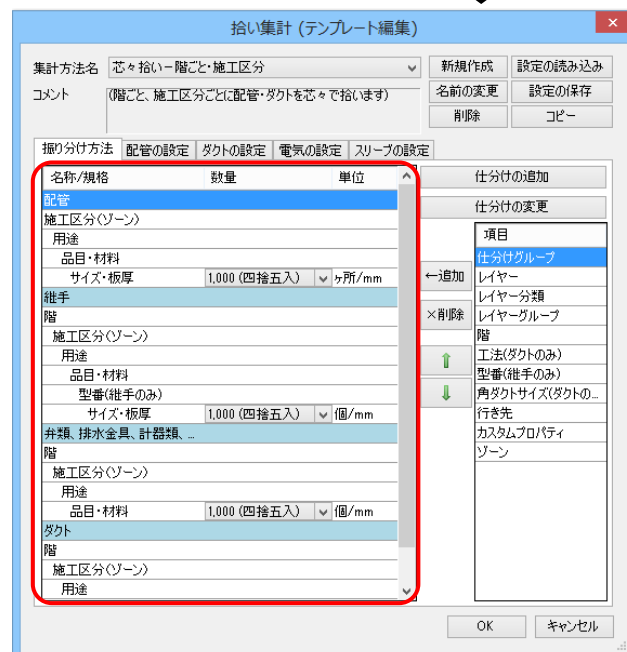 拾い集計 (テンプレート編集)
×
集計方法名 芯々拾い－階ごと・施工区分 新規作成 設定の読み込み
コメント (階ごと、施工区分ごとに配管・ダクトを芯々で拾います) 名前の変更 設定の保存
削除 コピー
振り分け方法 配管の設定 ダクトの設定 電気の設定 スリーブの設定
名称/規格 数量 単位
配管
施工区分(ゾーン)
用途
品目・材料
サイズ・板厚 1,000 (四捨五入) ヶ所/mm
継手
階
施工区分(ゾーン)
用途
品目・材料
型番(継手のみ)
サイズ・板厚 1,000 (四捨五入) 個/mm
弁類、排水金具、計器類、...
階
施工区分(ゾーン)
用途
品目・材料 1,000 (四捨五入) 個/mm
ダクト
階
施工区分(ゾーン)
用途
仕分けの追加
仕分けの変更
←追加
×削除
項目
仕分けグループ
レイヤー
レイヤー分類
レイヤーグループ
階
工法(ダクトのみ)
型番(継手のみ)
角ダクトサイズ(ダクトの...
行き先
カスタムプロパティ
ゾーン
OK キャンセル